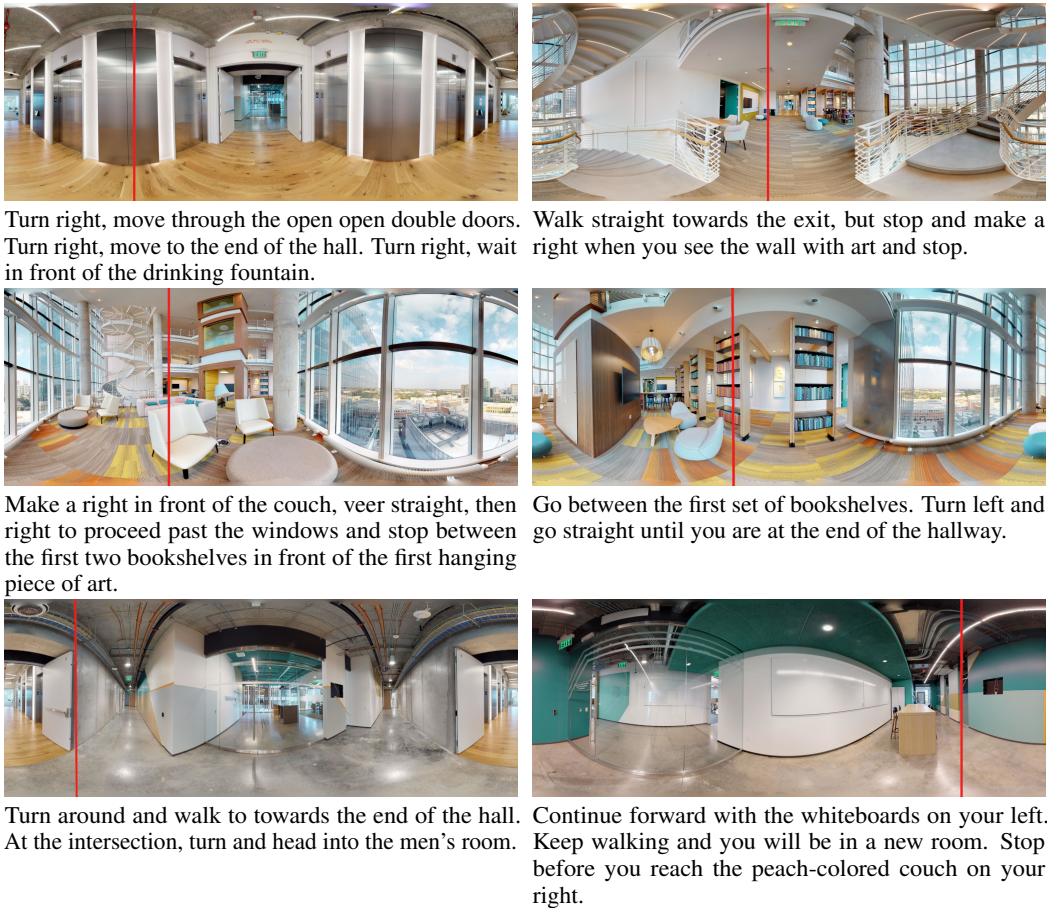 Turn right, move through the open open double doors.
Turn right, move to the end of the hall. Turn right, wait
in front of the drinking fountain.
Walk straight towards the exit, but stop and make a
right when you see the wall with art and stop.
Make a right in front of the couch, veer straight, then
right to proceed past the windows and stop between
the first two bookshelves in front of the first hanging
piece of art.
Go between the first set of bookshelves. Turn left and
go straight until you are at the end of the hallway.
Turn around and walk to towards the end of the hall.
At the intersection, turn and head into the men's room.
Continue forward with the whiteboards on your left.
Keep walking and you will be in a new room. Stop
before you reach the peach-colored couch on your
right.